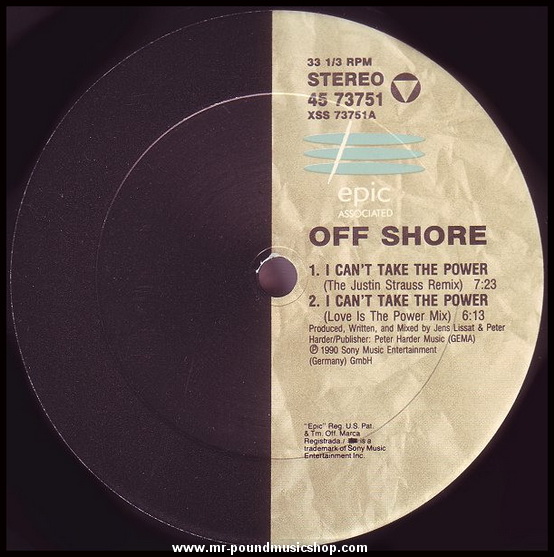 33 1/3 RPM
STEREO
45 73751
XSS 73751A
epic
ASSOCIATED
OFF SHORE
1. I CAN'T TAKE THE POWER
(The Justin Strauss Remix) 7:23
2. I CAN'T TAKE THE POWER
(Love Is The Power Mix) 6:13
Produced, Written, and Mixed by Jens Lissat & Peter
Harder/Publisher: Peter Harder Music (GEMA)
℗ 1990 Sony Music Entertainment
(Germany) GmbH
"Epic" Reg. U.S. Pat.
& Tm. Off. Marca
Registrada / is a
trademark of Sony Music
Entertainment Inc.
www.mr-poundmusicshop.com